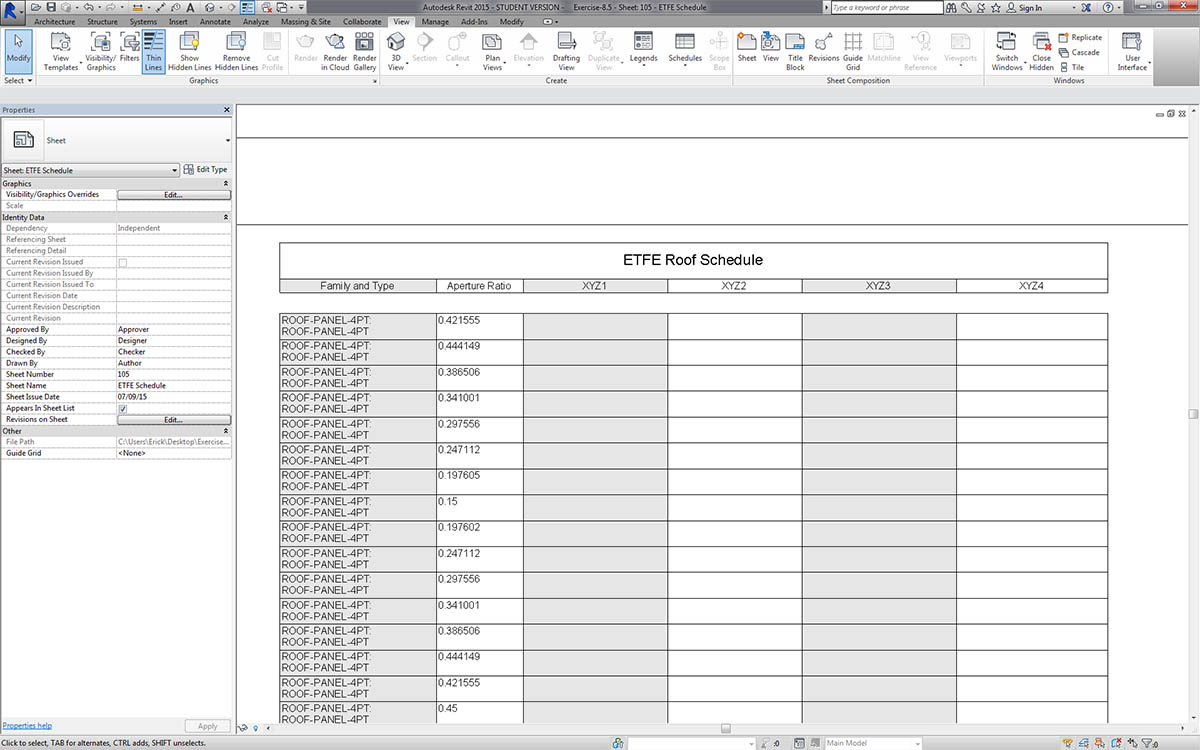 Autodesk Revit 2015 - STUDENT VERSION - Exercise-8.5 - Sheet: 105 - ETFE Schedule
Type a keyword or phrase
Sign In
Architecture Structure Systems Insert Annotate Analyze Massing & Site Collaborate View Manage Add-Ins Modify
Modify
View Templates
Visibility/ Graphics
Filters
Thin Lines
Show Hidden Lines
Remove Hidden Lines
Cut Profile
Render
Render in Cloud
Render Gallery
3D View
Section
Callout
Plan Views
Elevation
Drafting View
Duplicate View
Legends
Schedules
Scope Box
Sheet
View
Title Block
Revisions
Guide Grid
Matchline
View Reference
Viewports
Switch Windows
Close Hidden
Replicate
Cascade
Tile
User Interface
Select
Graphics
Create
Sheet Composition
Windows
Properties
Sheet
Sheet: ETFE Schedule
Edit Type
Graphics
Visibility/Graphics Overrides Edit...
Scale
Identity Data
Dependency Independent
Referencing Sheet
Referencing Detail
Current Revision Issued
Current Revision Issued By
Current Revision Issued To
Current Revision Date
Current Revision Description
Current Revision
Approved By Approver
Designed By Designer
Checked By Checker
Drawn By Author
Sheet Number 105
Sheet Name ETFE Schedule
Sheet Issue Date 07/09/15
Appears In Sheet List
Revisions on Sheet Edit...
Other
File Path C:\Users\Erick\Desktop\Exercise...
Guide Grid <None>
Properties help
Apply
ETFE Roof Schedule
Family and Type Aperture Ratio XYZ1 XYZ2 XYZ3 XYZ4
ROOF-PANEL-4PT: 0.421555
ROOF-PANEL-4PT
ROOF-PANEL-4PT: 0.444149
ROOF-PANEL-4PT
ROOF-PANEL-4PT: 0.386506
ROOF-PANEL-4PT
ROOF-PANEL-4PT: 0.341001
ROOF-PANEL-4PT
ROOF-PANEL-4PT: 0.297556
ROOF-PANEL-4PT
ROOF-PANEL-4PT: 0.247112
ROOF-PANEL-4PT
ROOF-PANEL-4PT: 0.197605
ROOF-PANEL-4PT
ROOF-PANEL-4PT: 0.15
ROOF-PANEL-4PT
ROOF-PANEL-4PT: 0.197602
ROOF-PANEL-4PT
ROOF-PANEL-4PT: 0.247112
ROOF-PANEL-4PT
ROOF-PANEL-4PT: 0.297556
ROOF-PANEL-4PT
ROOF-PANEL-4PT: 0.341001
ROOF-PANEL-4PT
ROOF-PANEL-4PT: 0.386506
ROOF-PANEL-4PT
ROOF-PANEL-4PT: 0.444149
ROOF-PANEL-4PT
ROOF-PANEL-4PT: 0.421555
ROOF-PANEL-4PT
ROOF-PANEL-4PT: 0.45
ROOF-PANEL-4PT
Click to select, TAB for alternates, CTRL adds, SHIFT unselects.
:0
Main Model
:0